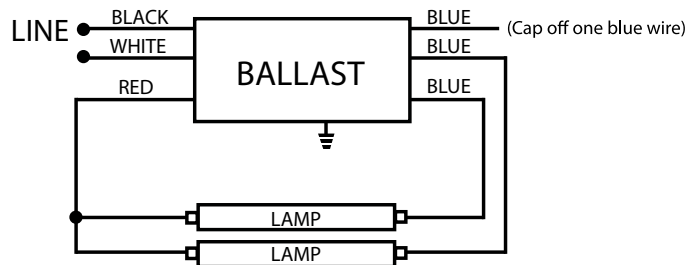 BLACK
BLUE
LINE
(Cap off one blue wire)
WHITE
BLUE
BALLAST
RED
BLUE
LAMP
LAMP